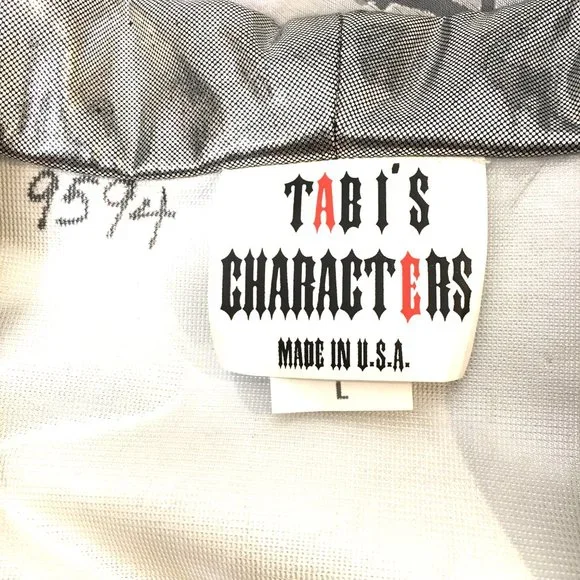 9594
TABI'S
CHARACTERS
MADE IN U.S.A.
L